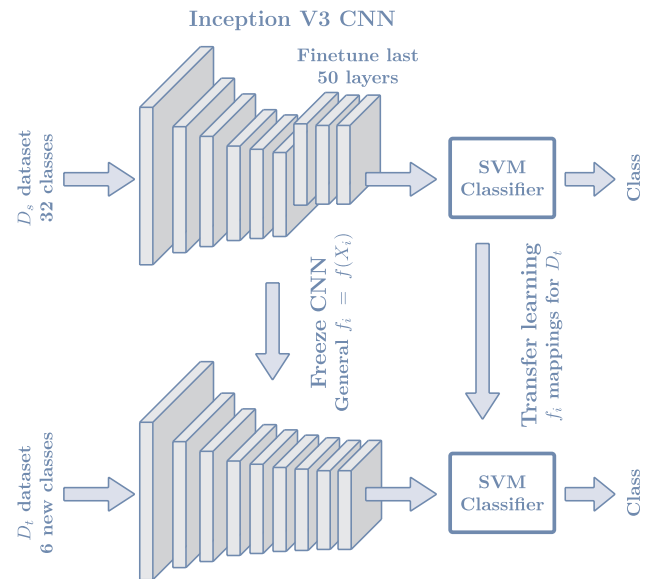 Inception V3 CNN
Finetune last
50 layers
D_s dataset
32 classes
SVM
Classifier
Class
Freeze CNN
General f_i = f(X_i)
Transfer learning
f_i mappings for D_t
D_t dataset
6 new classes
SVM
Classifier
Class